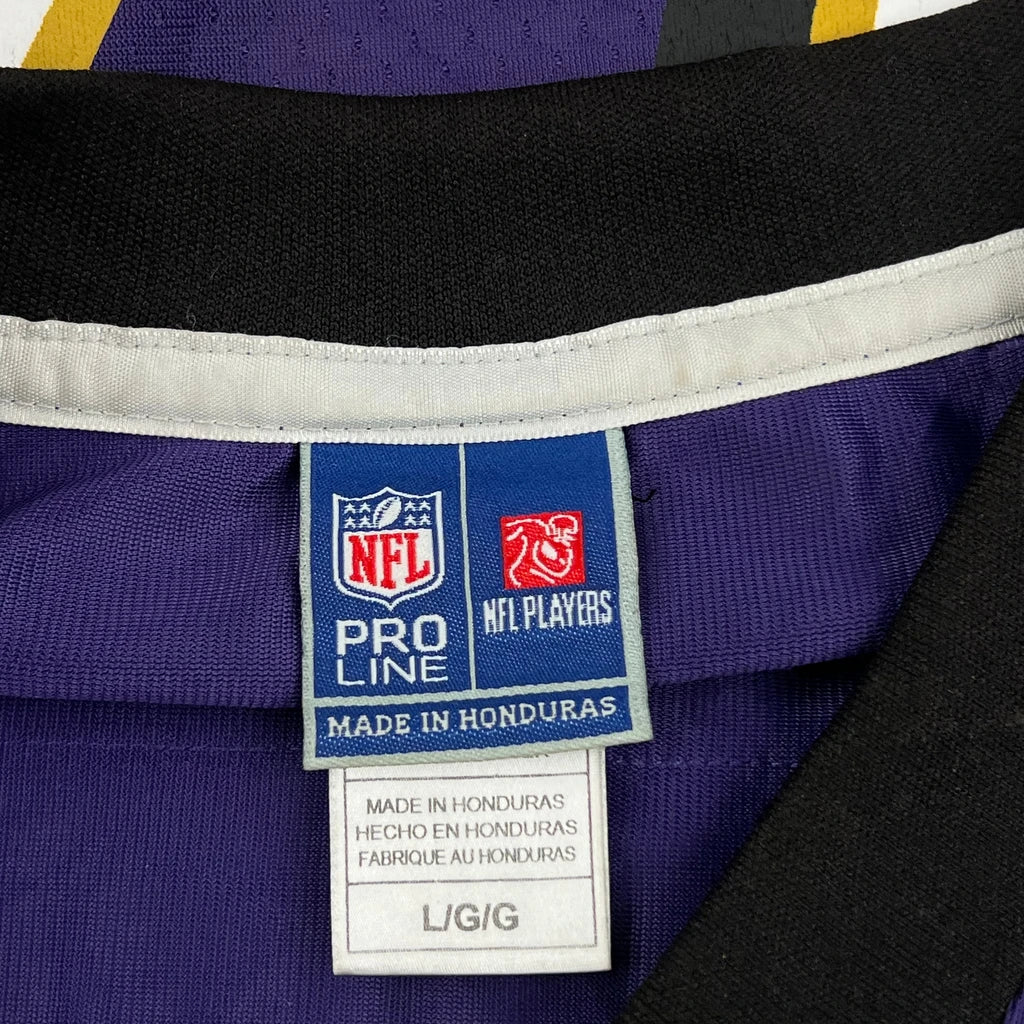 NFL
PRO
LINE
NFL PLAYERS
MADE IN HONDURAS
MADE IN HONDURAS
HECHO EN HONDURAS
FABRIQUE AU HONDURAS
L/G/G